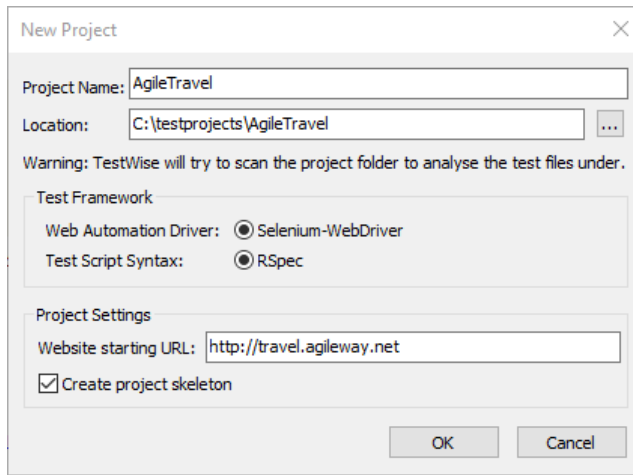 New Project
Project Name: AgileTravel
Location: C:\testprojects\AgileTravel ...
Warning: TestWise will try to scan the project folder to analyse the test files under.
Test Framework
Web Automation Driver: Selenium-WebDriver
Test Script Syntax: RSpec
Project Settings
Website starting URL: http://travel.agileway.net
Create project skeleton
OK Cancel